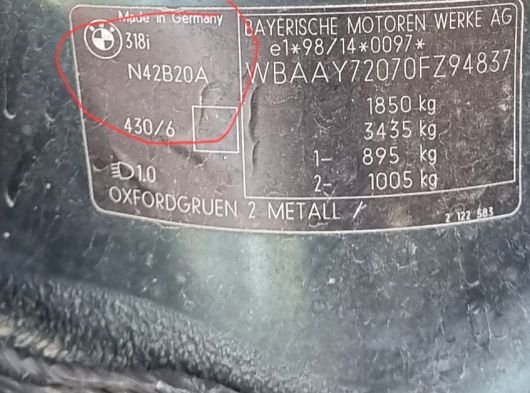 Made in Germany
318i
N42B20A
430/6
1.0
OXFORDGRUEN 2 METALL
BAYERISCHE MOTOREN WERKE AG
e1*98/14*0097*
WBAAY72070FZ94837
1850 kg
3435 kg
1- 895 kg
2- 1005 kg
2 122 583